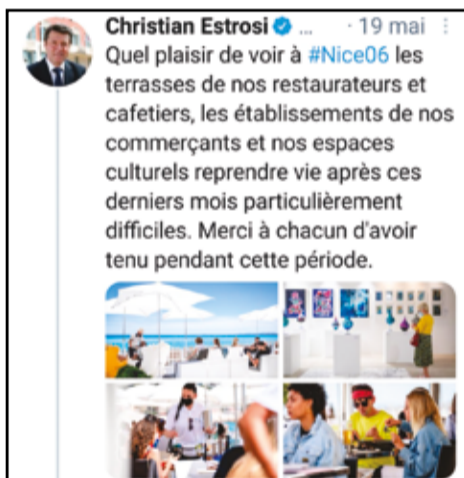 Christian Estrosi ... · 19 mai
Quel plaisir de voir à #Nice06 les
terrasses de nos restaurateurs et
cafetiers, les établissements de nos
commerçants et nos espaces
culturels reprendre vie après ces
derniers mois particulièrement
difficiles. Merci à chacun d'avoir
tenu pendant cette période.